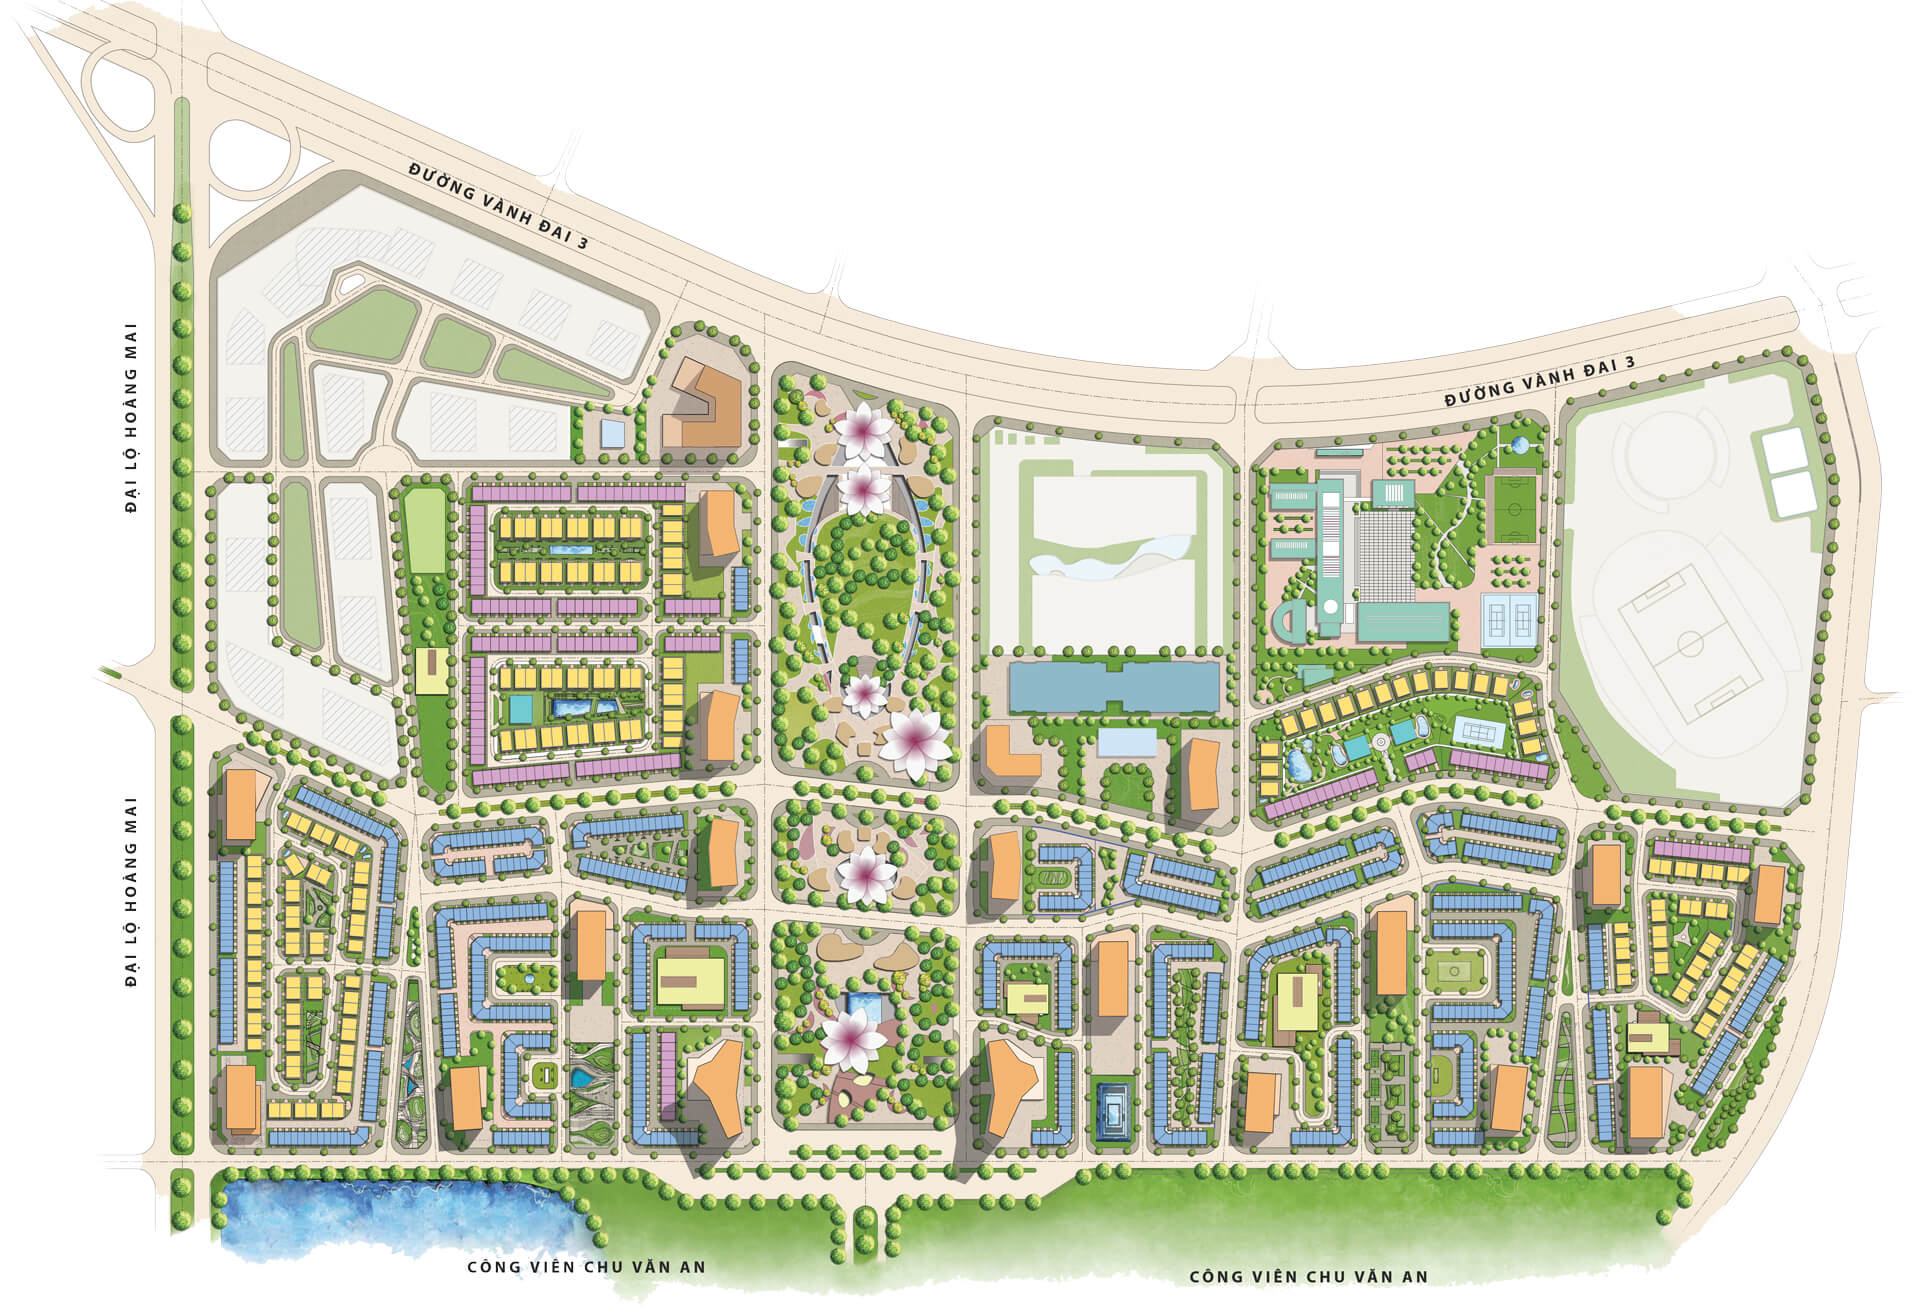 ĐƯỜNG VÀNH ĐAI 3
ĐƯỜNG VÀNH ĐAI 3
ĐẠI LỘ HOÀNG MAI
ĐẠI LỘ HOÀNG MAI
CÔNG VIÊN CHU VĂN AN
CÔNG VIÊN CHU VĂN AN